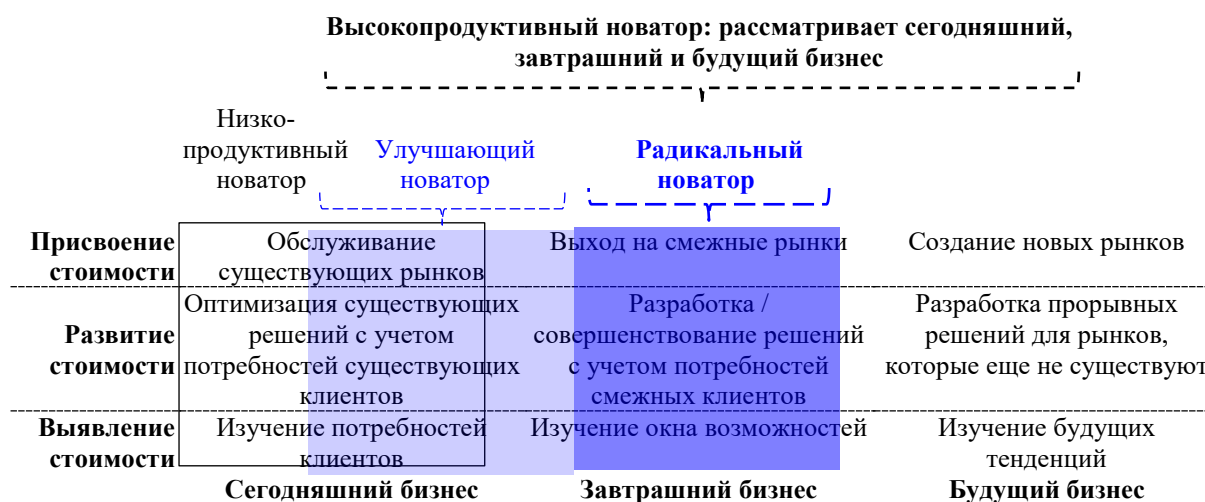 Высокопродуктивный новатор: рассматривает сегодняшний,
завтрашний и будущий бизнес
Низко-
продуктивный
новатор
Улучшающий
новатор
Радикальный
новатор
Присвоение
стоимости
Обслуживание
существующих рынков
Выход на смежные рынки
Создание новых рынков
Развитие
стоимости
Оптимизация существующих
решений с учетом
потребностей существующих
клиентов
Разработка /
совершенствование решений
с учетом потребностей
смежных клиентов
Разработка прорывных
решений для рынков,
которые еще не существуют
Выявление
стоимости
Изучение потребностей
клиентов
Изучение окна возможностей
Изучение будущих
тенденций
Сегодняшний бизнес
Завтрашний бизнес
Будущий бизнес